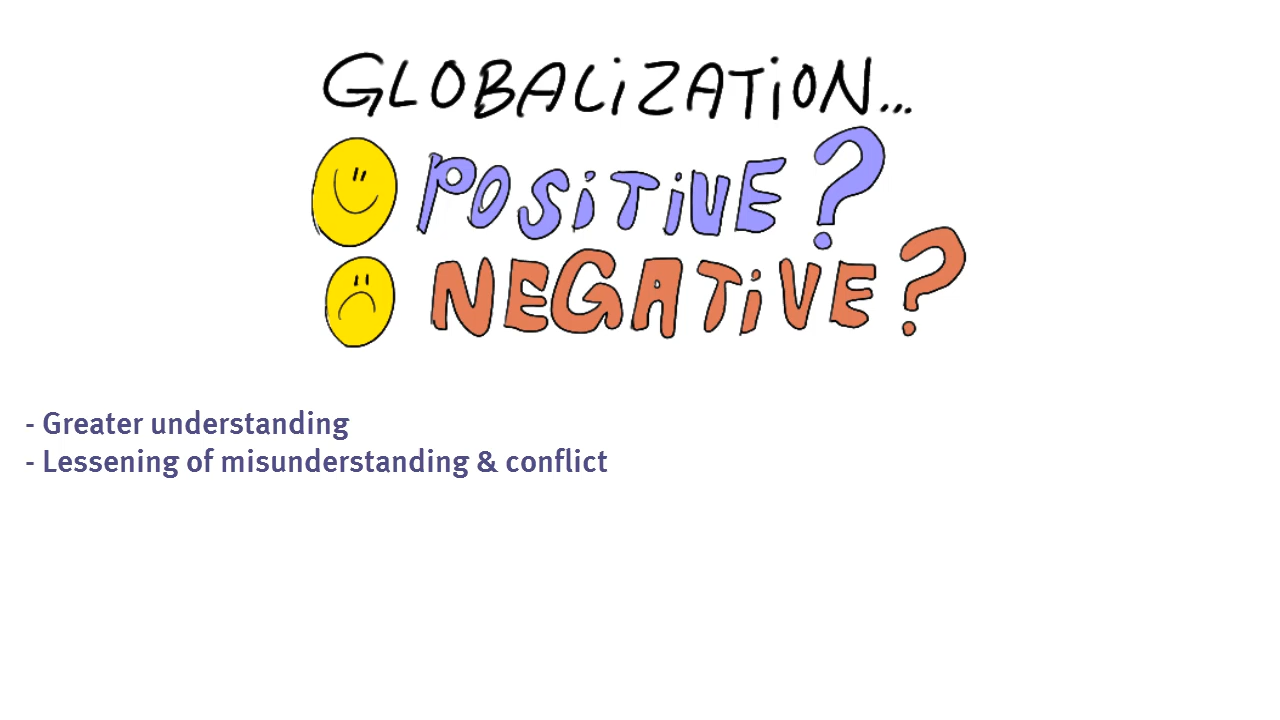 GLOBALiZATiON...
POSiTiVE?
NEGATiVE?
- Greater understanding
- Lessening of misunderstanding & conflict